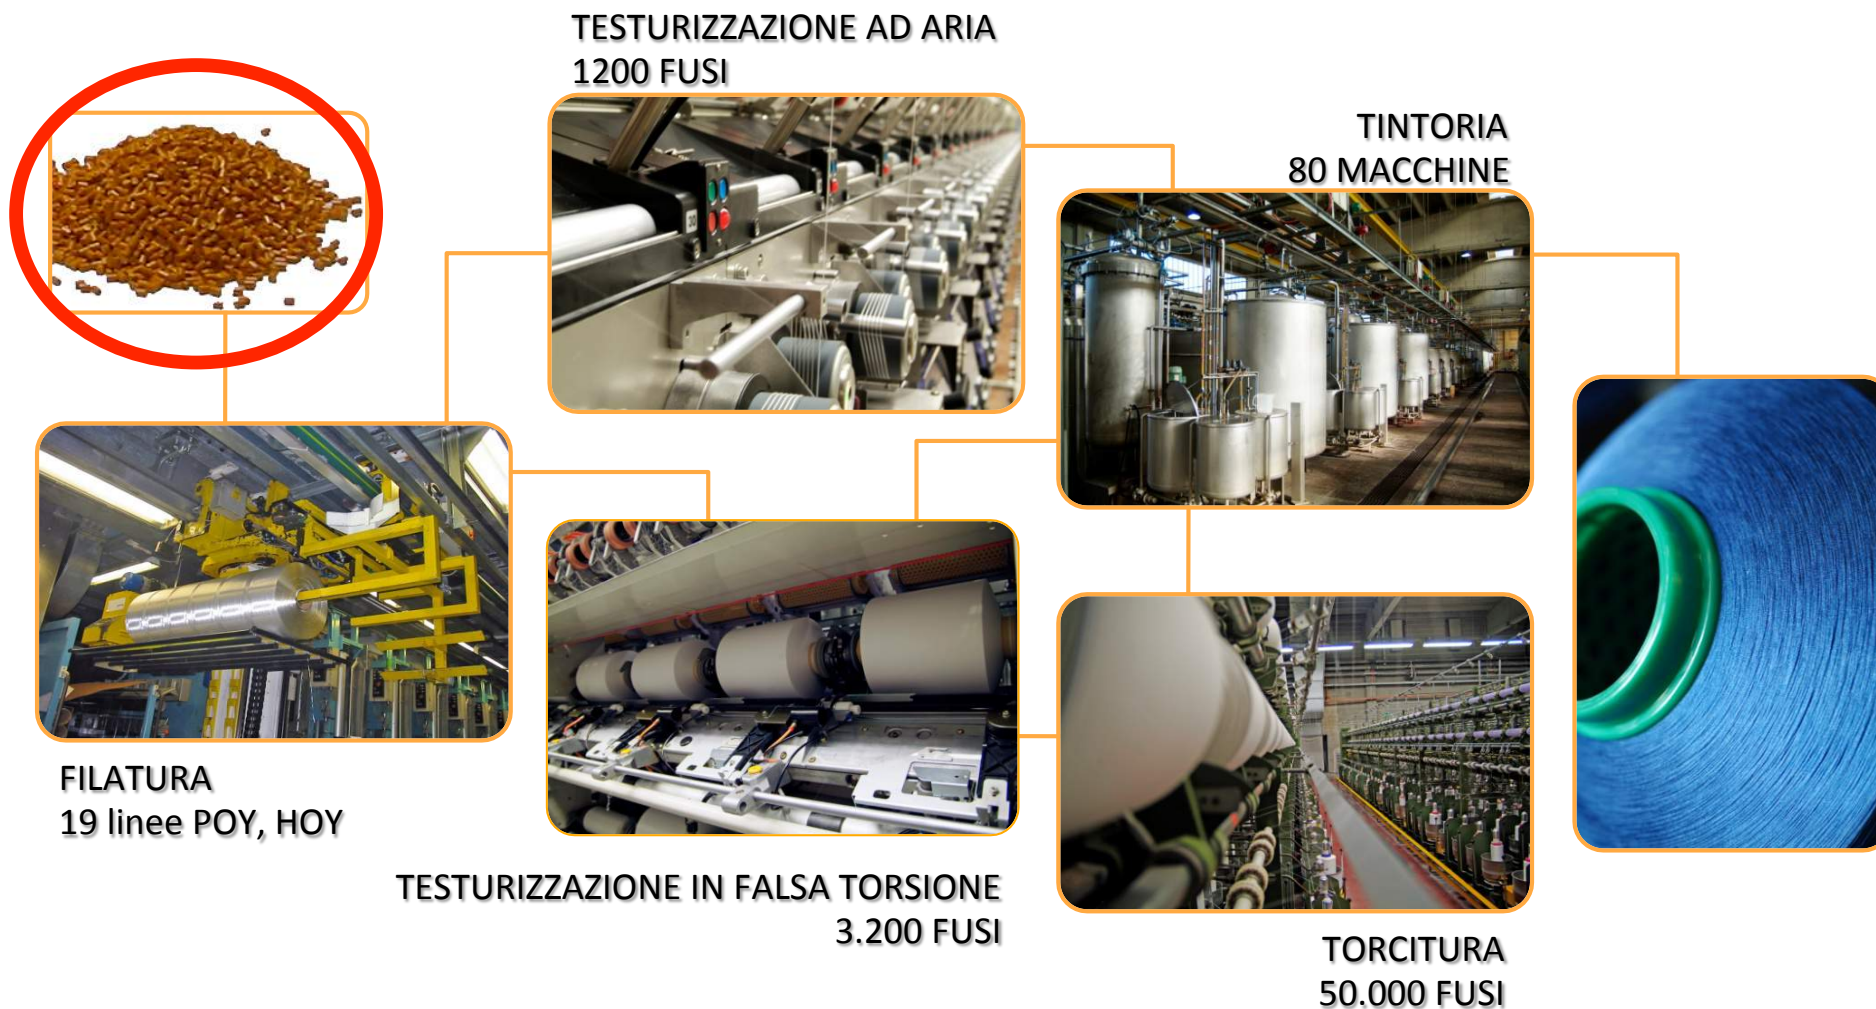 TESTURIZZAZIONE AD ARIA
1200 FUSI
TINTORIA
80 MACCHINE
FILATURA
19 linee POY, HOY
TESTURIZZAZIONE IN FALSA TORSIONE
3.200 FUSI
TORCITURA
50.000 FUSI